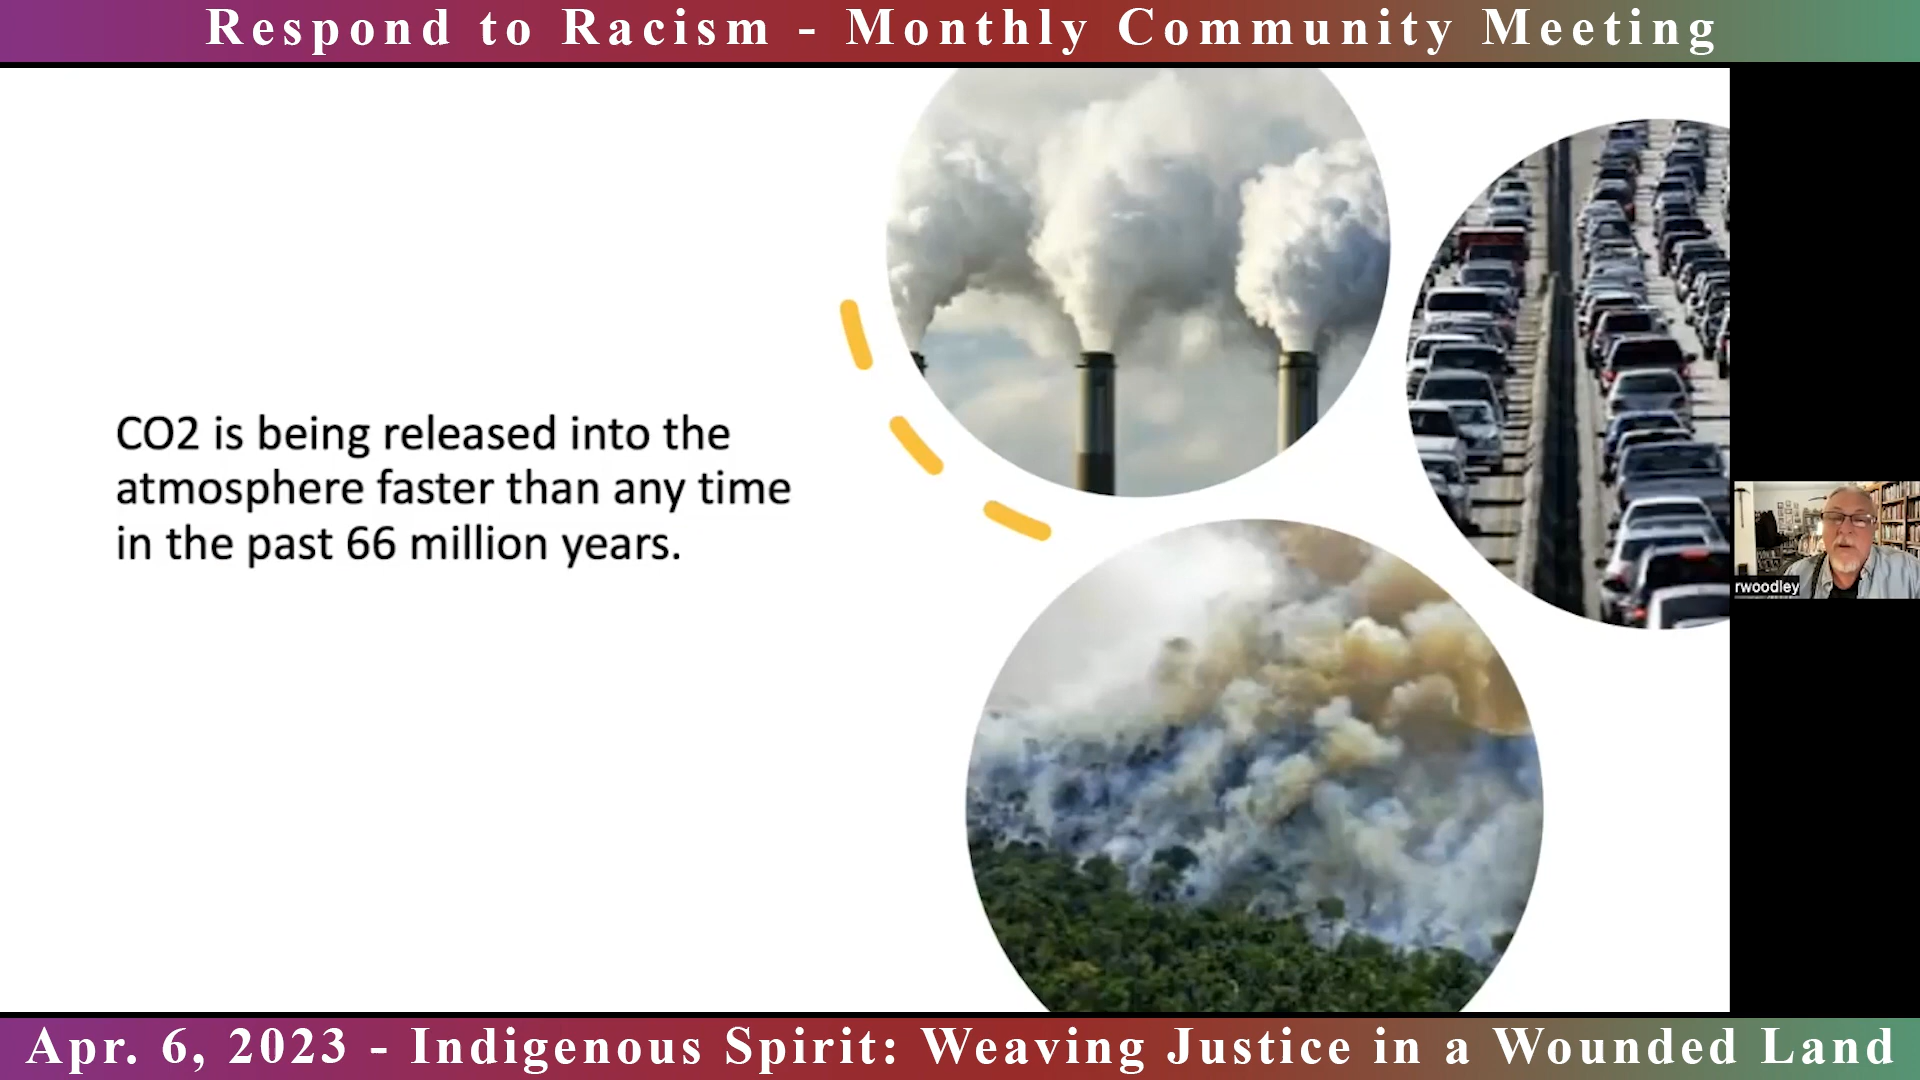 Respond to Racism - Monthly Community Meeting
CO2 is being released into the
atmosphere faster than any time
in the past 66 million years.
rwoodley
Apr. 6, 2023 - Indigenous Spirit: Weaving Justice in a Wounded Land